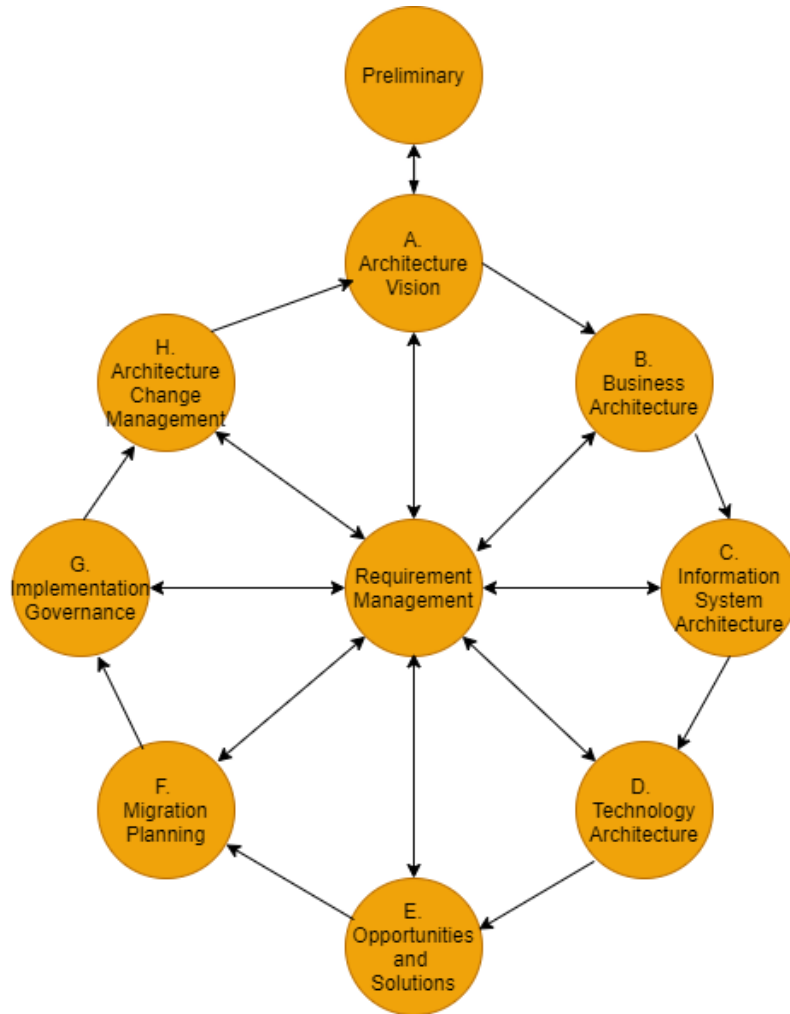 Preliminary
A.
Architecture
Vision
B.
Business
Architecture
C.
Information
System
Architecture
D.
Technology
Architecture
E.
Opportunities
and
Solutions
F.
Migration
Planning
G.
Implementation
Governance
H.
Architecture
Change
Management
Requirement
Management